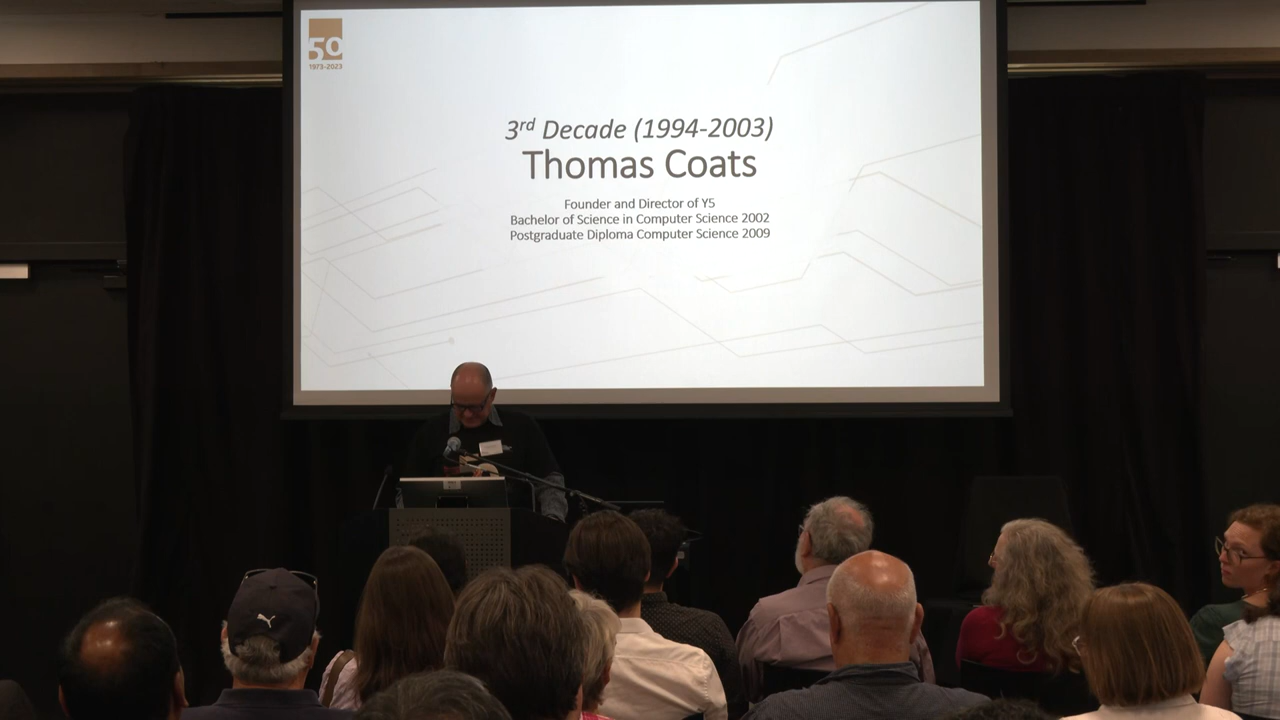 50
1973-2023
3rd Decade (1994-2003)
Thomas Coats
Founder and Director of Y5
Bachelor of Science in Computer Science 2002
Postgraduate Diploma Computer Science 2009